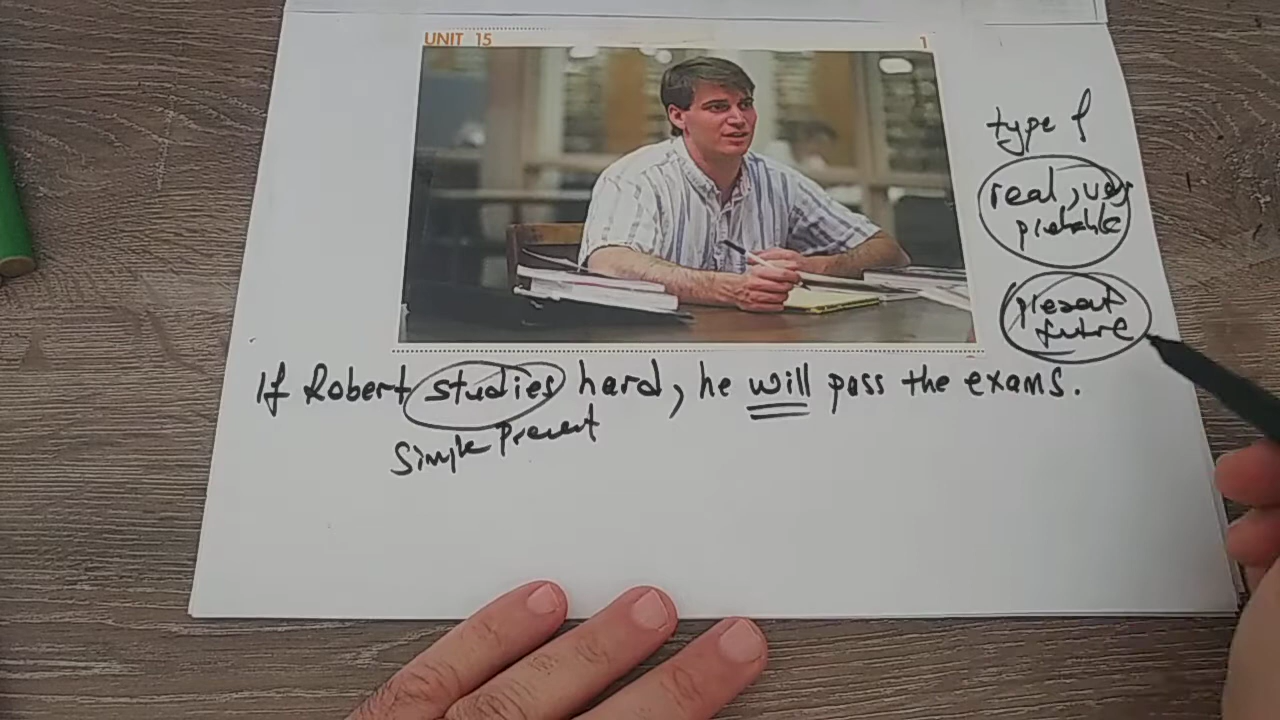 UNIT 15
1
type 1
real, very
probable
present
future
If Robert studies hard, he will pass the exams.
Simple Present